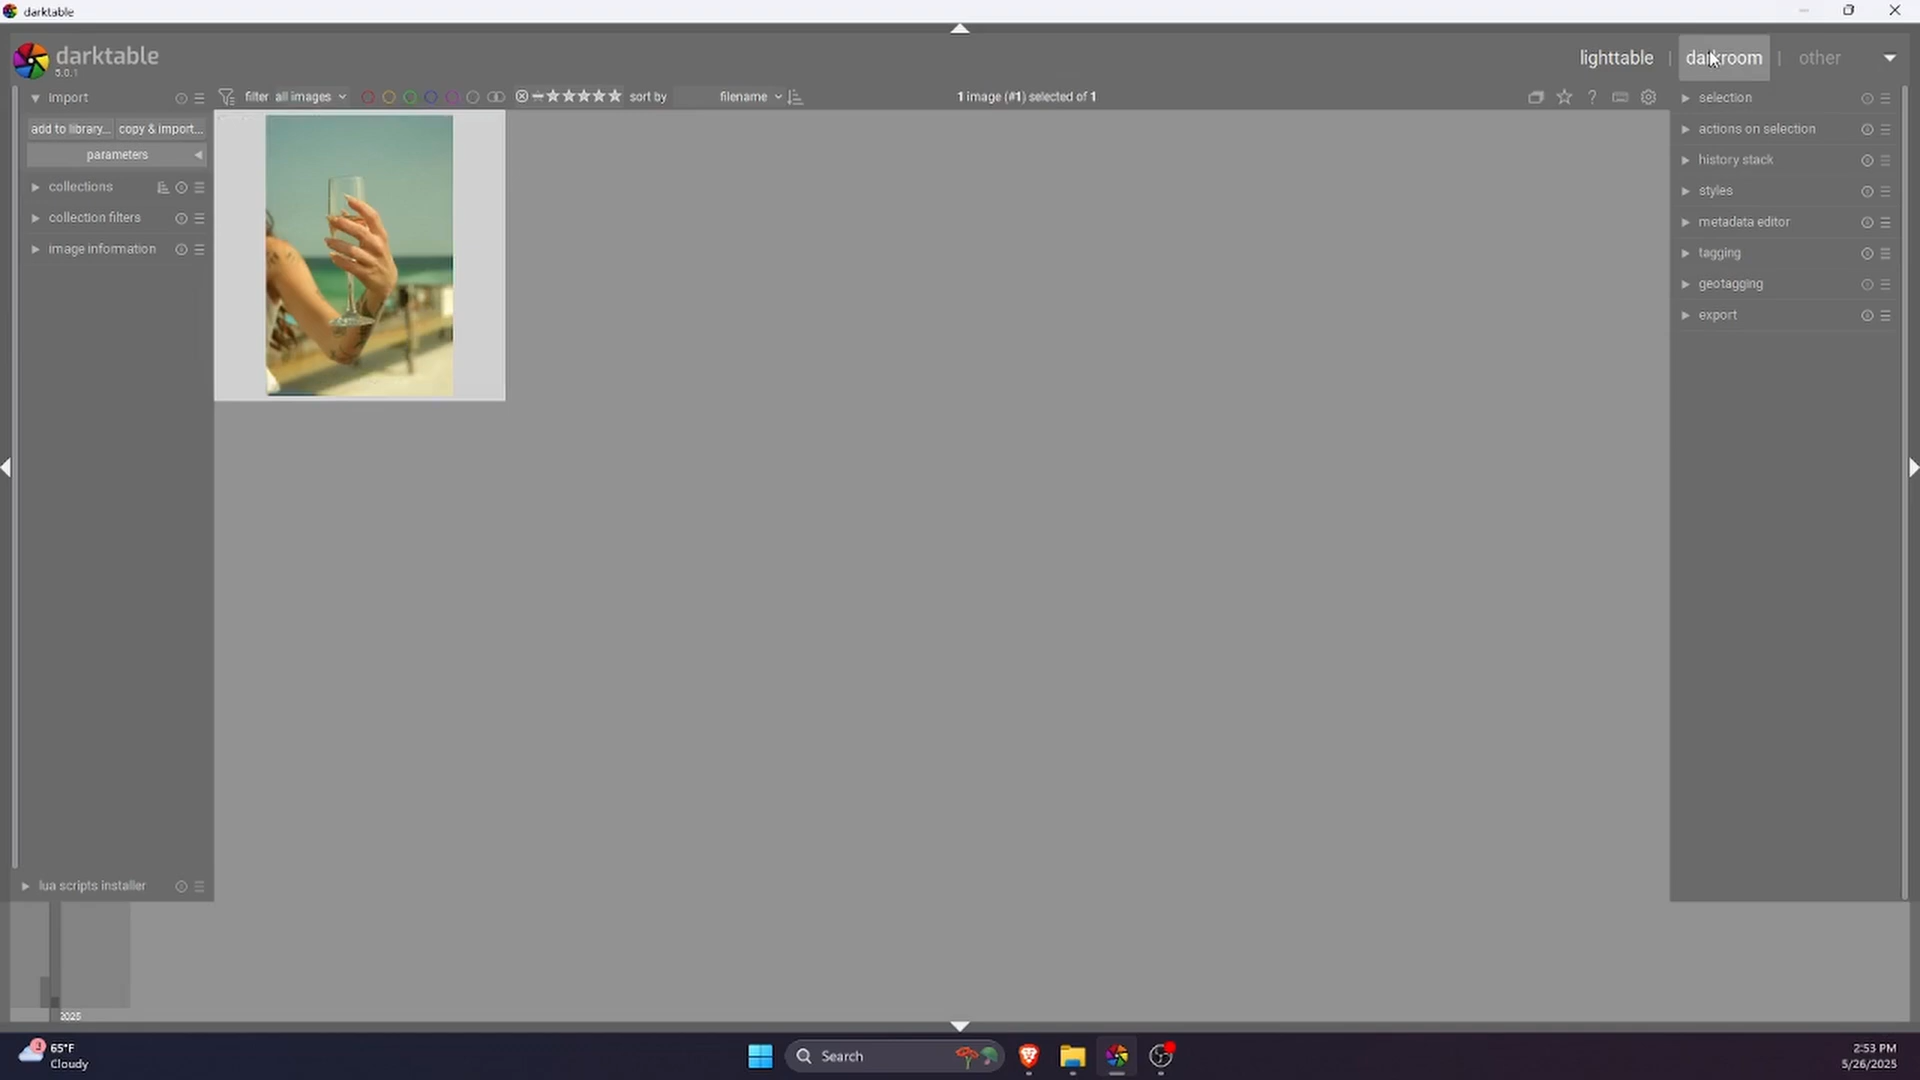 darktable
darktable
5.0.1
lighttable | darkroom | other
import
filter all images
sort by filename
1 image (#1) selected of 1
?
add to library... copy & import...
parameters
collections
collection filters
image information
selection
actions on selection
history stack
styles
metadata editor
tagging
geotagging
export
lua scripts installer
2025
3
65°F
Cloudy
Search
2:53 PM
5/26/2025